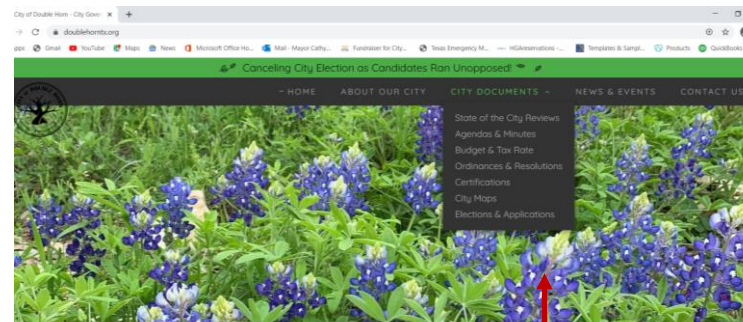 City of Double Horn - City Gover
doublehorntx.org
Apps Gmail YouTube Maps News Microsoft Office Ho... Mail - Mayor Cathy... Fundraiser for City... Texas Emergency M... HGAreservations -... Templates & Sampl... Products QuickBooks
Canceling City Election as Candidates Ran Unopposed!
~ HOME ABOUT OUR CITY CITY DOCUMENTS ~ NEWS & EVENTS CONTACT US
State of the City Reviews
Agendas & Minutes
Budget & Tax Rate
Ordinances & Resolutions
Certifications
City Maps
Elections & Applications